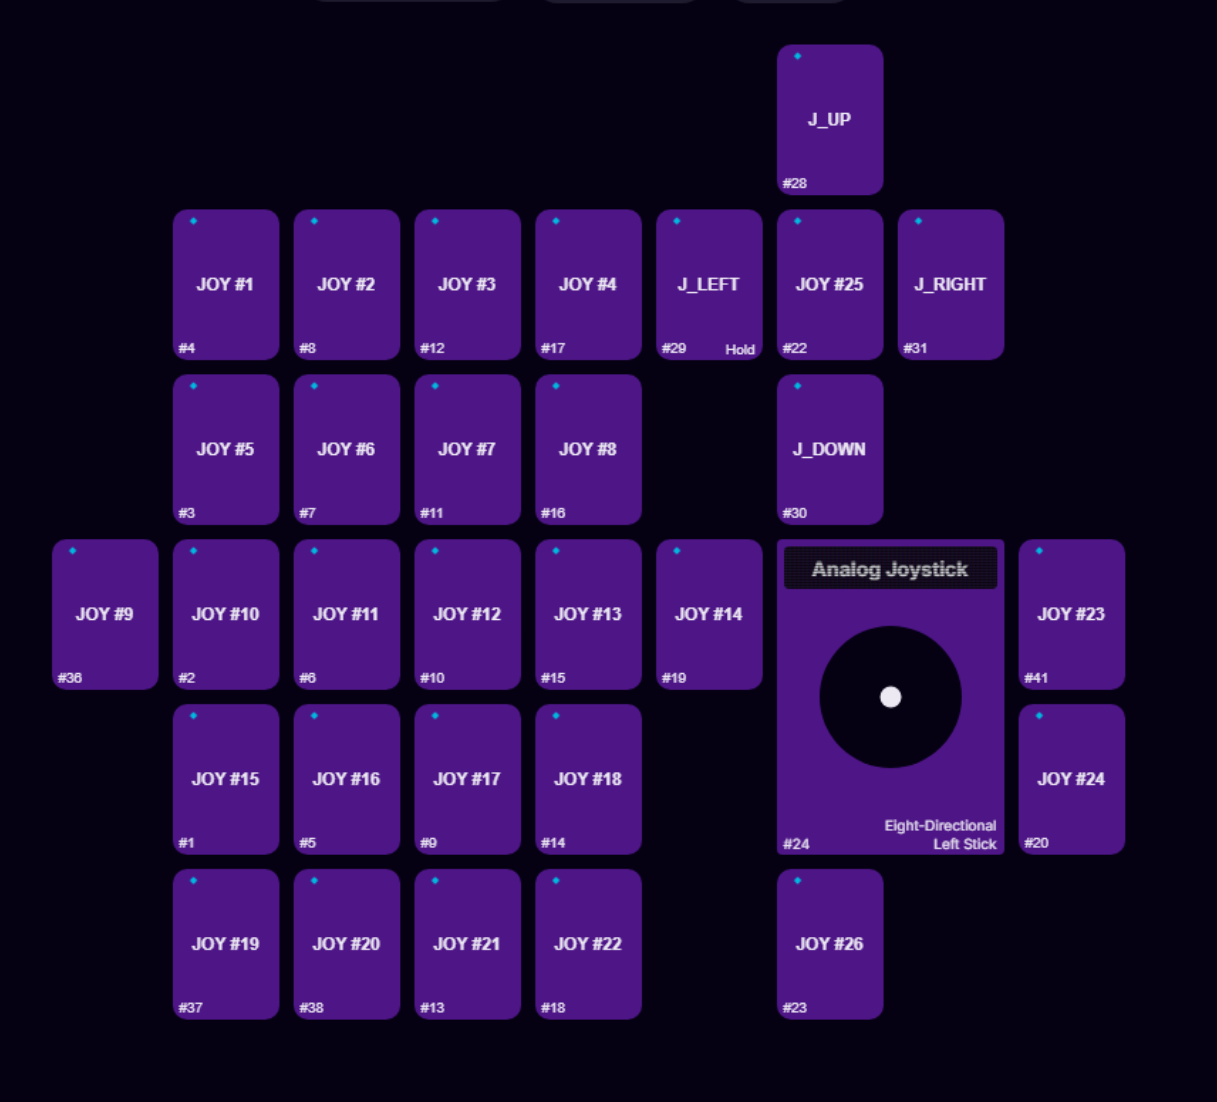 J_UP
#28
JOY #1
#4
JOY #2
#8
JOY #3
#12
JOY #4
#17
J_LEFT
#29 Hold
JOY #25
#22
J_RIGHT
#31
JOY #5
#3
JOY #6
#7
JOY #7
#11
JOY #8
#16
J_DOWN
#30
JOY #9
#36
JOY #10
#2
JOY #11
#6
JOY #12
#10
JOY #13
#15
JOY #14
#19
Analog Joystick
Eight-Directional
#24 Left Stick
JOY #23
#41
JOY #15
#1
JOY #16
#5
JOY #17
#9
JOY #18
#14
JOY #24
#20
JOY #19
#37
JOY #20
#38
JOY #21
#13
JOY #22
#18
JOY #26
#23